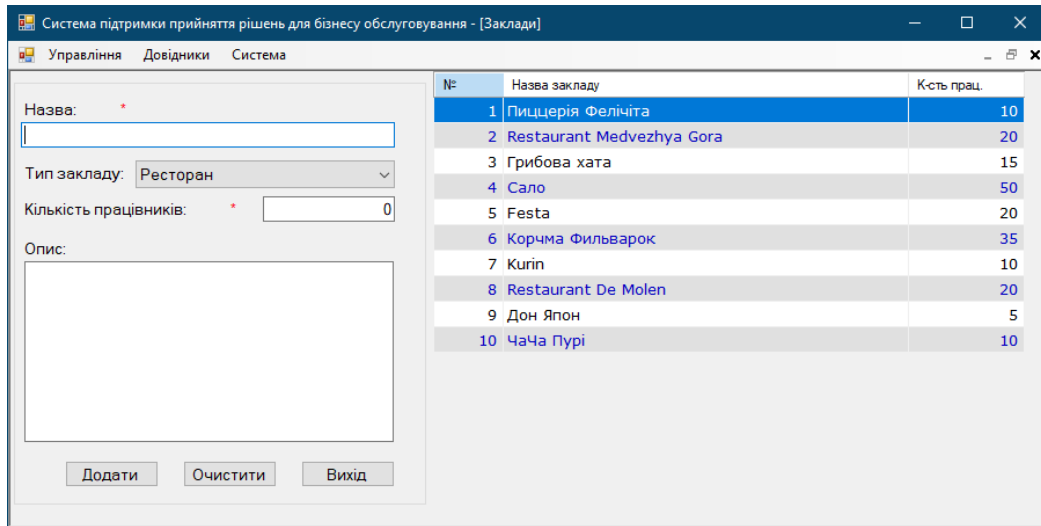 Система підтримки прийняття рішень для бізнесу обслуговування - [Заклади]
Управління Довідники Система
Назва: *
Тип закладу: Ресторан
Кількість працівників: * 0
Опис:
Додати Очистити Вихід
№ Назва закладу К-сть прац.
1 Пиццерія Фелічіта 10
2 Restaurant Medvezhya Gora 20
3 Грибова хата 15
4 Сало 50
5 Festa 20
6 Корчма Фильварок 35
7 Kurin 10
8 Restaurant De Molen 20
9 Дон Япон 5
10 ЧаЧа Пурі 10